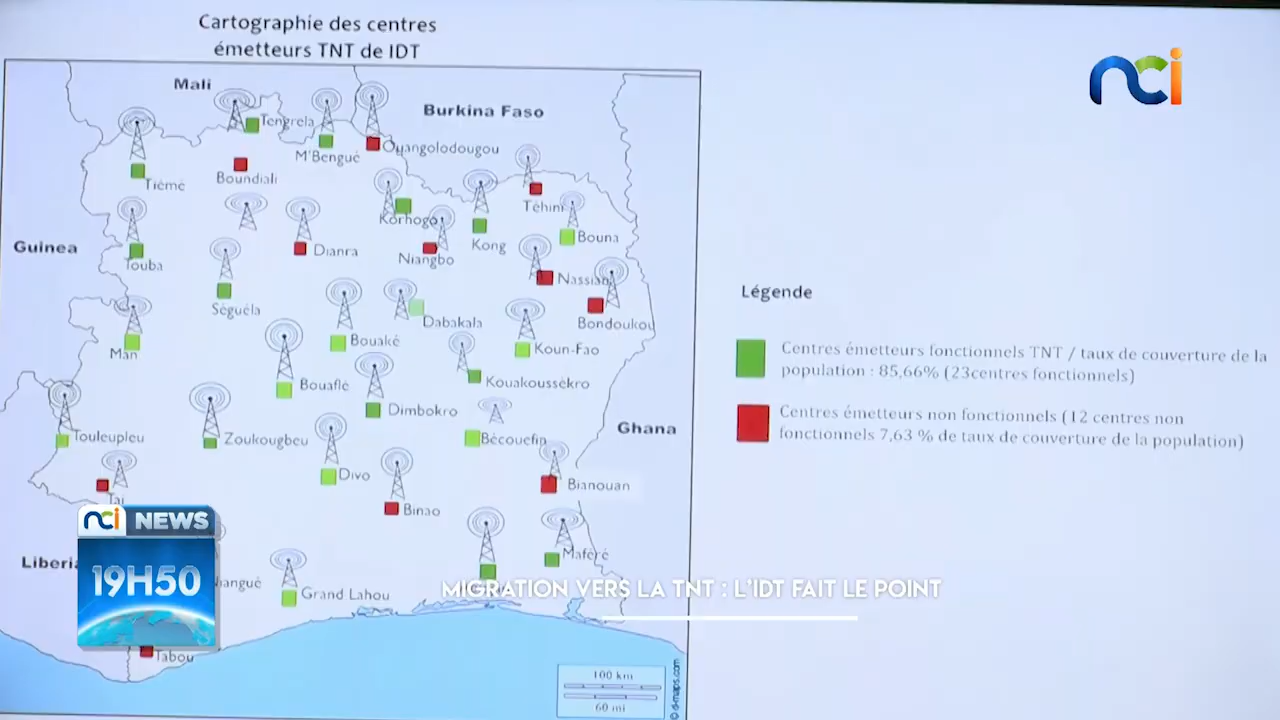 Cartographie des centres
émetteurs TNT de IDT
nci
Mali
Burkina Faso
Tengrela
M'Bengué
Ouangolodougou
Tiémé
Boundiali
Téhini
Korhogo
Bouna
Kong
Guinea
Dianra
Niangbo
Touba
Nassian
Séguéla
Dabakala
Bondoukou
Légende
Bouaké
Koun-Fao
Man
Centres émetteurs fonctionnels TNT / taux de couverture de la
population : 85,66% (23centres fonctionnels)
Bouaflé
Kouakoussékro
Dimbokro
Centres émetteurs non fonctionnels (12 centres non
fonctionnels 7,63 % de taux de couverture de la population)
Touleupleu
Zoukougbeu
Bécouefin
Ghana
Divo
Bianouan
Taï
Binao
nci NEWS
Maféré
Liberia
19H50
Grand Lahou
MIGRATION VERS LA TNT : L'IDT FAIT LE POINT
Tabou
100 km
60 mi
© d-maps.com